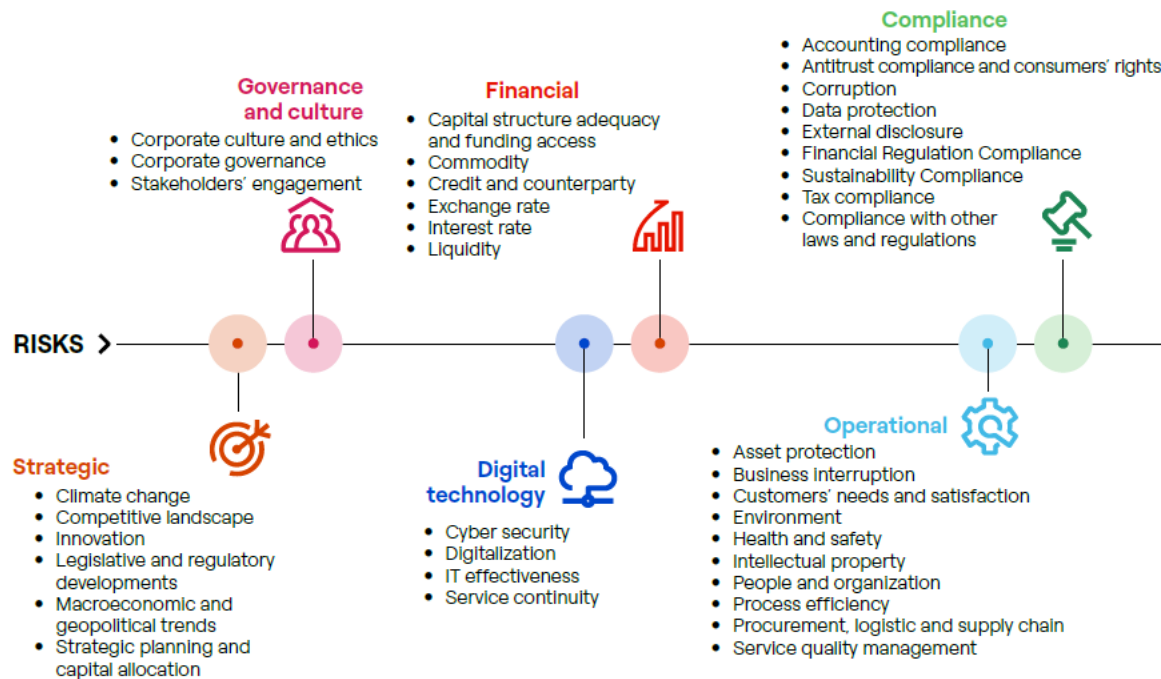 RISKS
Strategic
• Climate change
• Competitive landscape
• Innovation
• Legislative and regulatory
developments
• Macroeconomic and
geopolitical trends
• Strategic planning and
capital allocation
Governance
and culture
• Corporate culture and ethics
• Corporate governance
• Stakeholders’ engagement
Digital
technology
• Cyber security
• Digitalization
• IT effectiveness
• Service continuity
Financial
• Capital structure adequacy
and funding access
• Commodity
• Credit and counterparty
• Exchange rate
• Interest rate
• Liquidity
Operational
• Asset protection
• Business interruption
• Customers’ needs and satisfaction
• Environment
• Health and safety
• Intellectual property
• People and organization
• Process efficiency
• Procurement, logistic and supply chain
• Service quality management
Compliance
• Accounting compliance
• Antitrust compliance and consumers’ rights
• Corruption
• Data protection
• External disclosure
• Financial Regulation Compliance
• Sustainability Compliance
• Tax compliance
• Compliance with other
laws and regulations